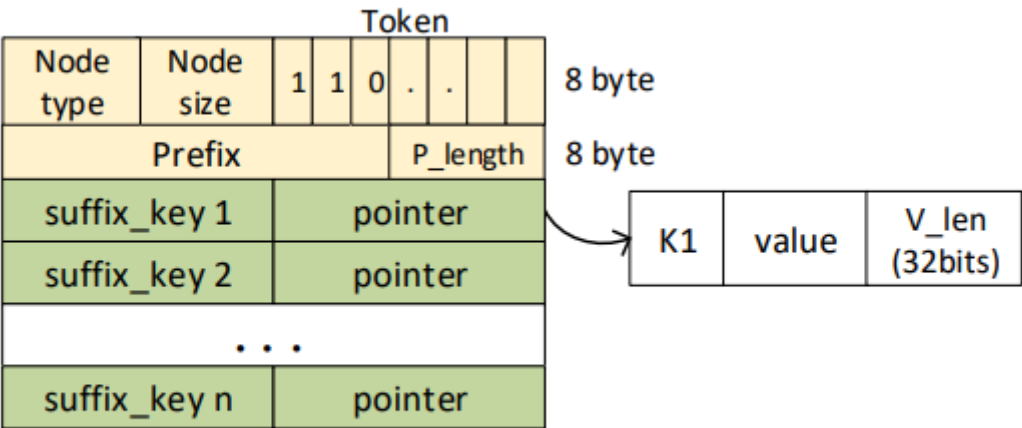 Token
Node type
Node size
1 1 0 . .
8 byte
Prefix
P_length
8 byte
suffix_key 1
pointer
K1
value
V_len
(32bits)
suffix_key 2
pointer
. . .
suffix_key n
pointer